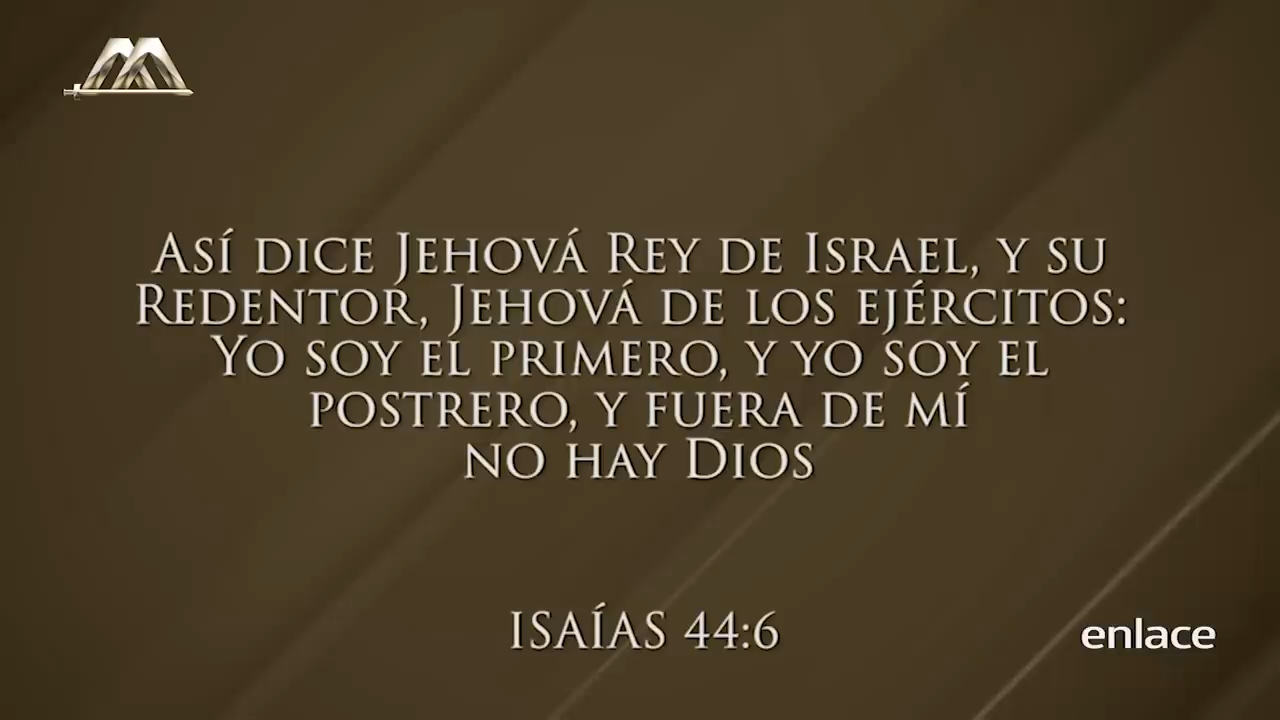 Así dice Jehová Rey de Israel, y su
Redentor, Jehová de los ejércitos:
Yo soy el primero, y yo soy el
postrero, y fuera de mí
no hay Dios
ISAÍAS 44:6
enlace